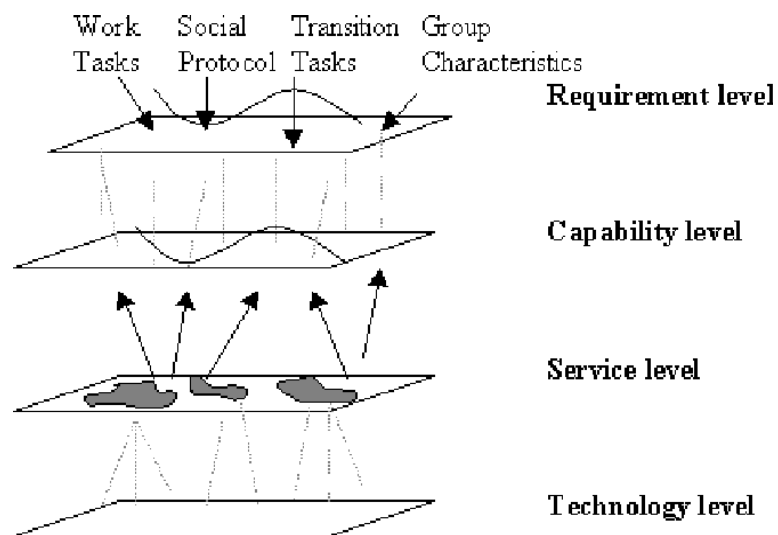 Work Social Transition Group
Tasks Protocol Tasks Characteristics
Requirement level
Capability level
Service level
Technology level